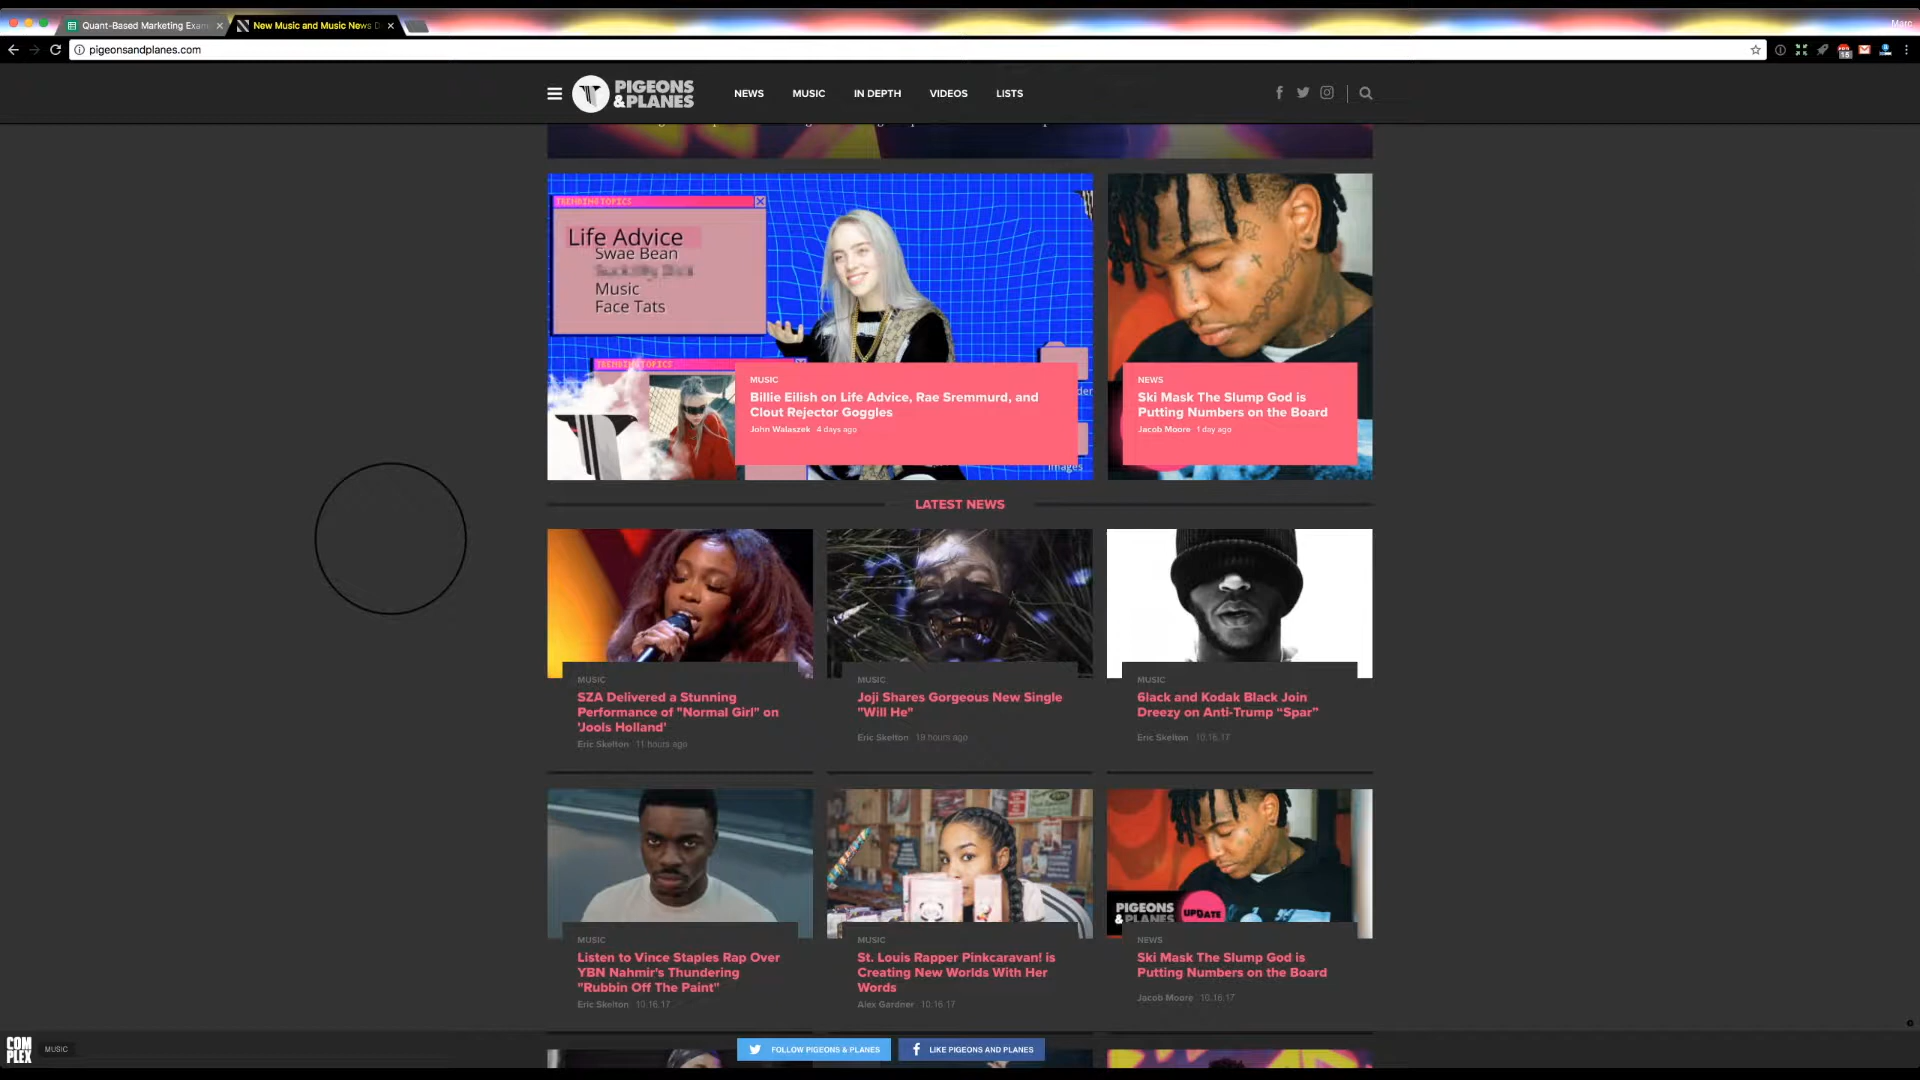 Quant-Based Marketing Exam
New Music and Music News D
Marc
pigeonsandplanes.com
PIGEONS
&PLANES
NEWS
MUSIC
IN DEPTH
VIDEOS
LISTS
TRENDING TOPICS
Life Advice
Swae Bean
Music
Face Tats
TRENDING TOPICS
Images
MUSIC
Billie Eilish on Life Advice, Rae Sremmurd, and
Clout Rejector Goggles
John Walaszek 4 days ago
NEWS
Ski Mask The Slump God is
Putting Numbers on the Board
Jacob Moore 1 day ago
LATEST NEWS
MUSIC
SZA Delivered a Stunning
Performance of "Normal Girl" on
'Jools Holland'
Eric Skelton 11 hours ago
MUSIC
Joji Shares Gorgeous New Single
"Will He"
Eric Skelton 19 hours ago
MUSIC
6lack and Kodak Black Join
Dreezy on Anti-Trump “Spar”
Eric Skelton 10.16.17
MUSIC
Listen to Vince Staples Rap Over
YBN Nahmir's Thundering
"Rubbin Off The Paint"
Eric Skelton 10.16.17
MUSIC
St. Louis Rapper Pinkcaravan! is
Creating New Worlds With Her
Words
Alex Gardner 10.16.17
PIGEONS
& PLANES
UPDATE
NEWS
Ski Mask The Slump God is
Putting Numbers on the Board
Jacob Moore 10.16.17
COM
PLEX
MUSIC
FOLLOW PIGEONS & PLANES
LIKE PIGEONS AND PLANES